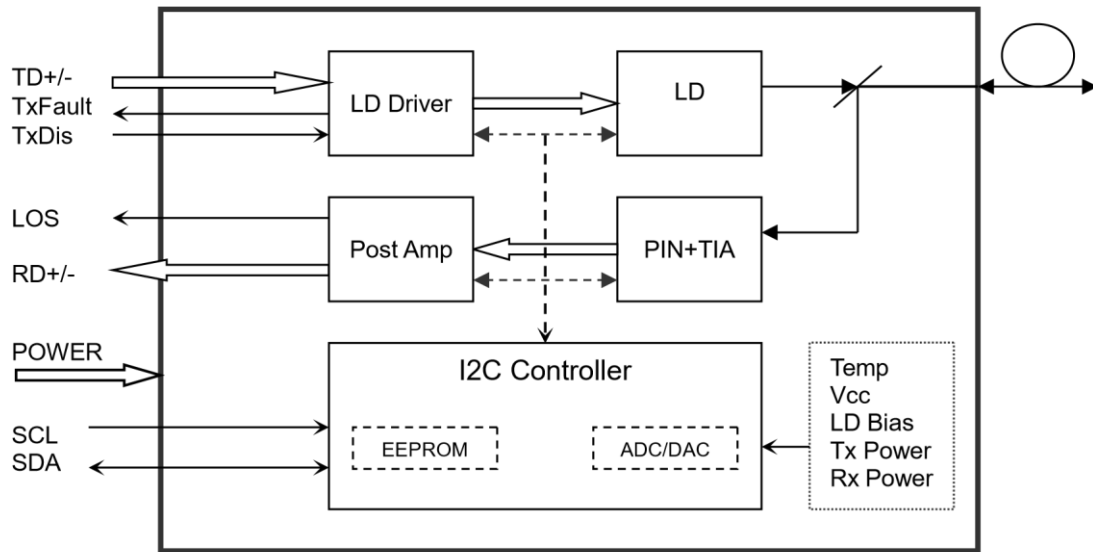 TD+/-
TxFault
TxDis
LD Driver
LD
LOS
RD+/-
Post Amp
PIN+TIA
POWER
SCL
SDA
I2C Controller
EEPROM
ADC/DAC
Temp
Vcc
LD Bias
Tx Power
Rx Power